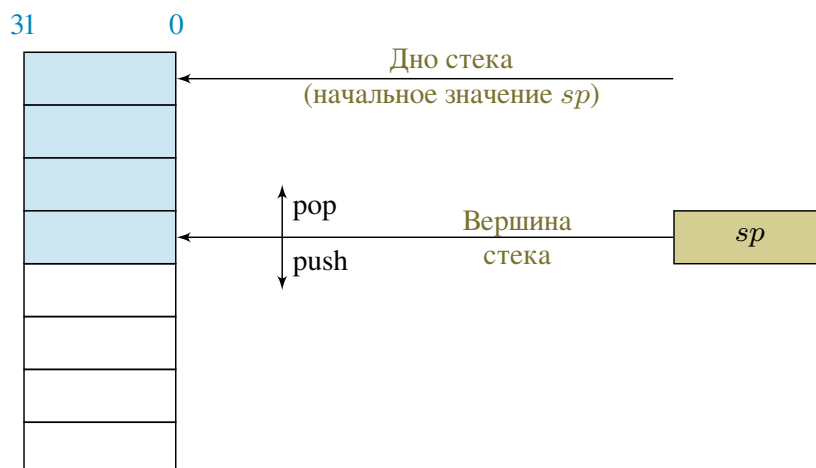 31 0
Дно стека
(начальное значение sp)
pop
Вершина
sp
push
стека